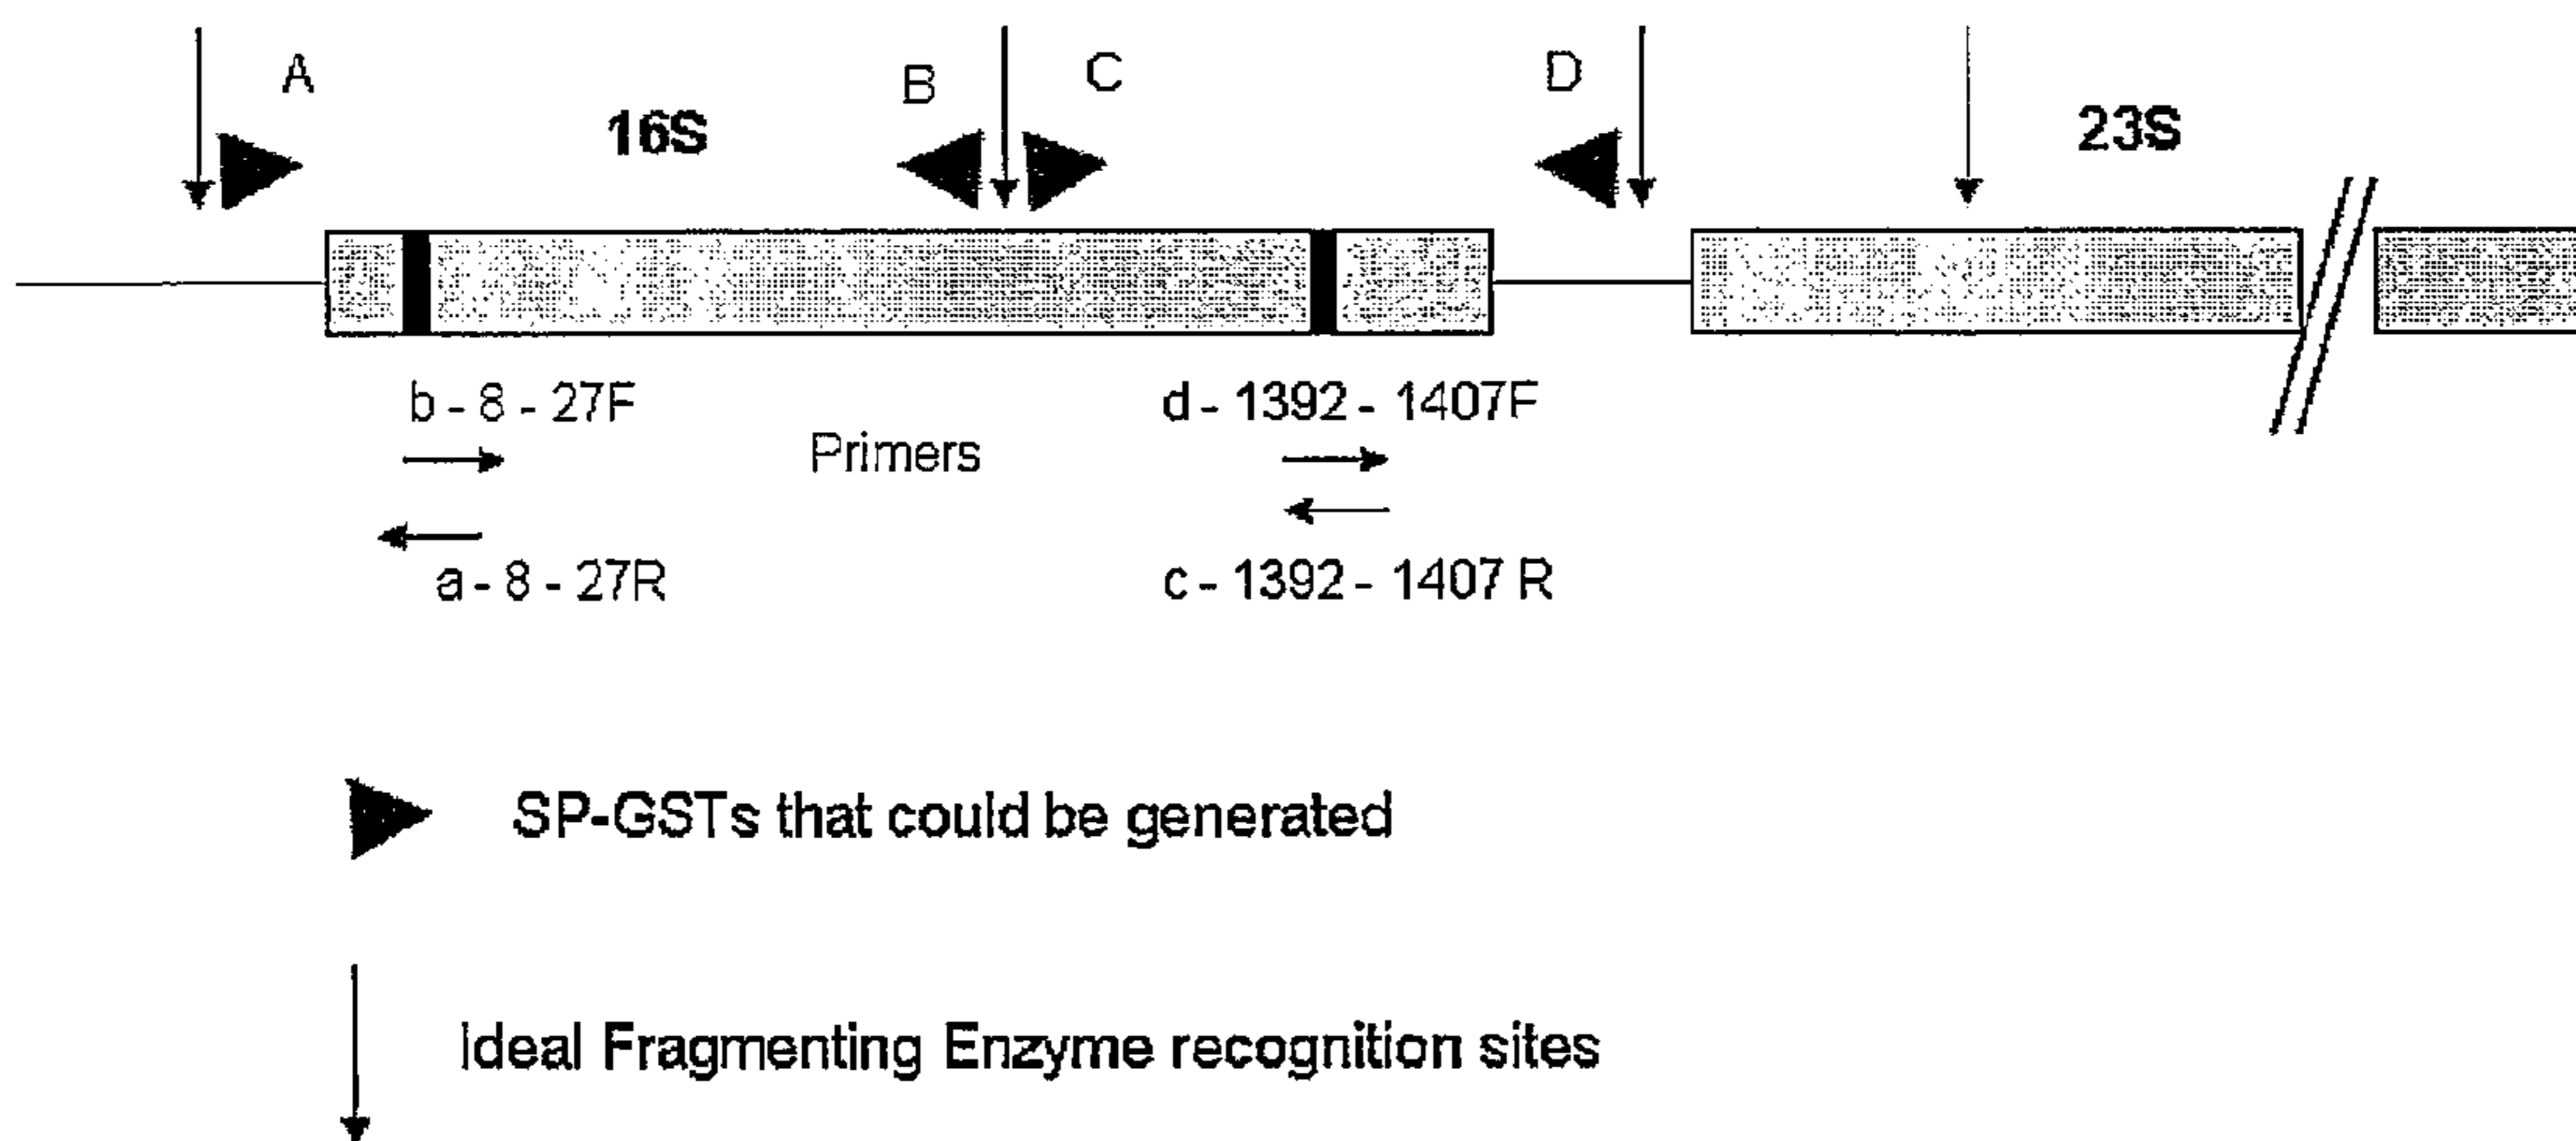 A
B
C
D
16S
23S
b - 8 - 27F
d - 1392 - 1407F
Primers
a - 8 - 27R
c - 1392 - 1407 R
SP-GSTs that could be generated
Ideal Fragmenting Enzyme recognition sites